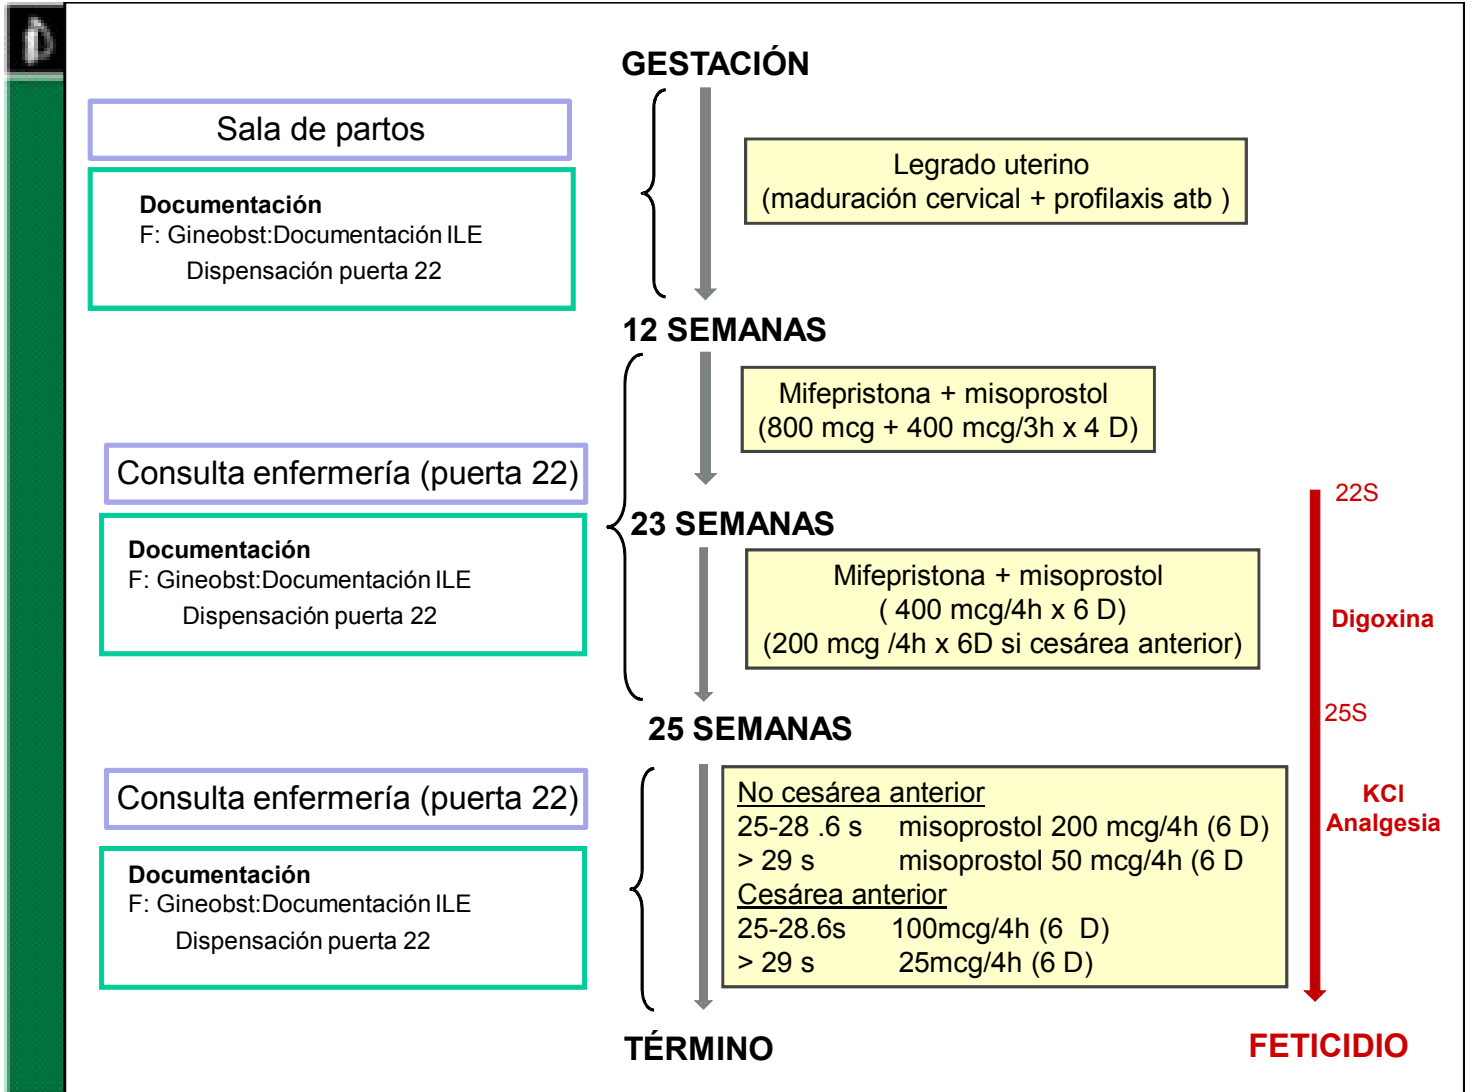 GESTACIÓN
Sala de partos
Documentación
F: Gineobst:Documentación ILE
Dispensación puerta 22
Legrado uterino
(maduración cervical + profilaxis atb )
12 SEMANAS
Mifepristona + misoprostol
(800 mcg + 400 mcg/3h x 4 D)
Consulta enfermería (puerta 22)
Documentación
F: Gineobst:Documentación ILE
Dispensación puerta 22
23 SEMANAS
Mifepristona + misoprostol
( 400 mcg/4h x 6 D)
(200 mcg /4h x 6D si cesárea anterior)
22S
Digoxina
25S
25 SEMANAS
Consulta enfermería (puerta 22)
Documentación
F: Gineobst:Documentación ILE
Dispensación puerta 22
No cesárea anterior
25-28 .6 s misoprostol 200 mcg/4h (6 D)
> 29 s misoprostol 50 mcg/4h (6 D
Cesárea anterior
25-28.6s 100mcg/4h (6 D)
> 29 s 25mcg/4h (6 D)
KCl
Analgesia
TÉRMINO
FETICIDIO